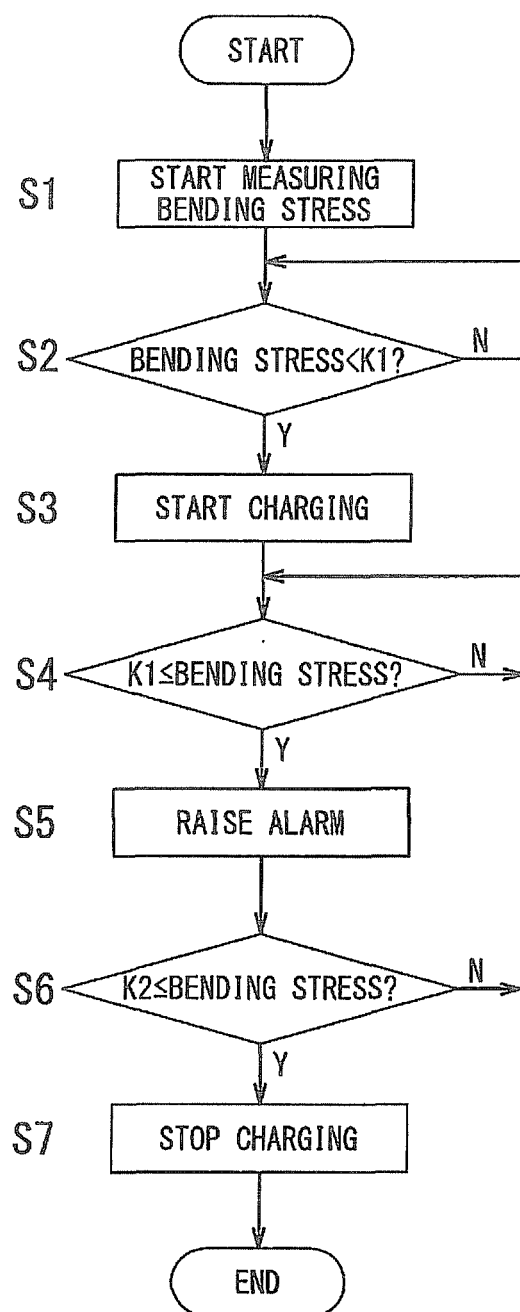 START
S1
START MEASURING
BENDING STRESS
S2
BENDING STRESS<K1?
N
Y
S3
START CHARGING
S4
K1≤BENDING STRESS?
N
Y
S5
RAISE ALARM
S6
K2≤BENDING STRESS?
N
Y
S7
STOP CHARGING
END